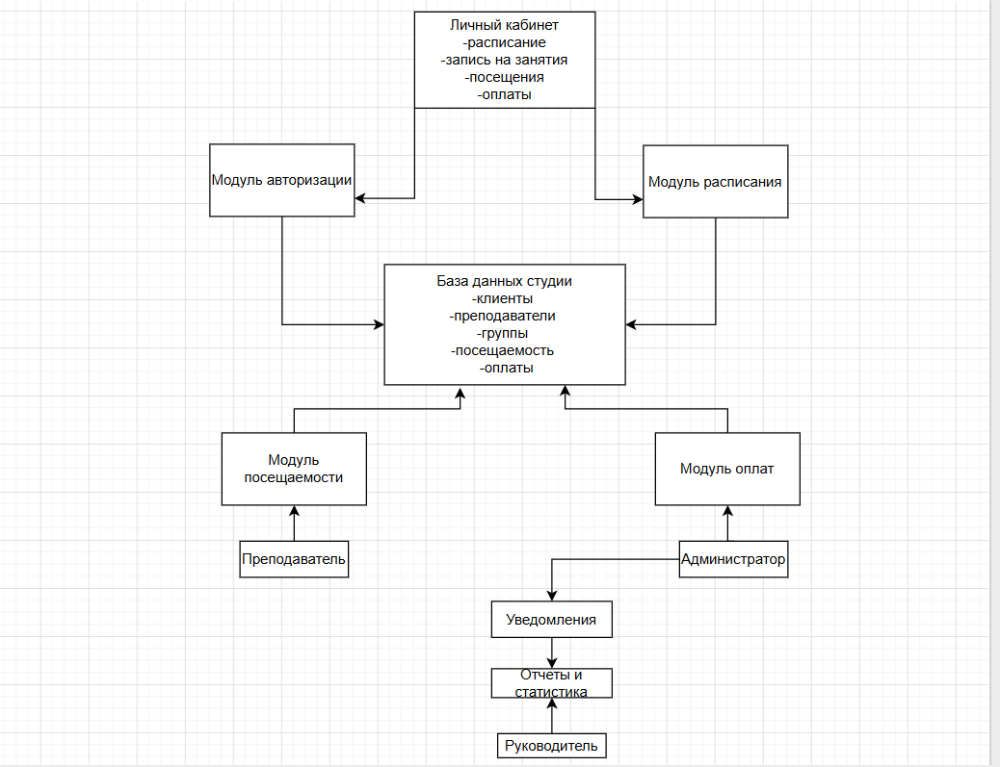 Личный кабинет
-расписание
-запись на занятия
-посещения
-оплаты
Модуль авторизации
Модуль расписания
База данных студии
-клиенты
-преподаватели
-группы
-посещаемость
-оплаты
Модуль
посещаемости
Модуль оплат
Преподаватель
Администратор
Уведомления
Отчеты и
статистика
Руководитель